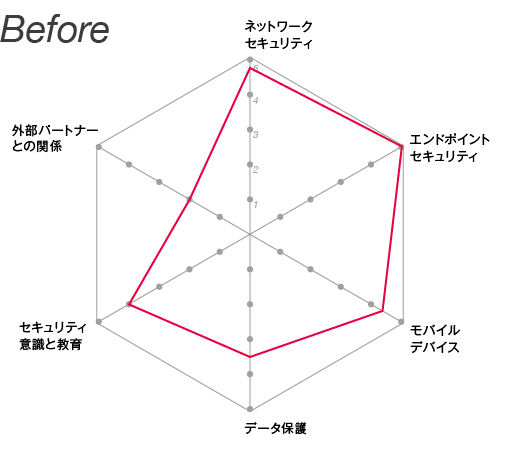 Before
ネットワーク
セキュリティ
5
4
3
2
1
外部パートナー
との関係
エンドポイント
セキュリティ
セキュリティ
意識と教育
モバイル
デバイス
データ保護